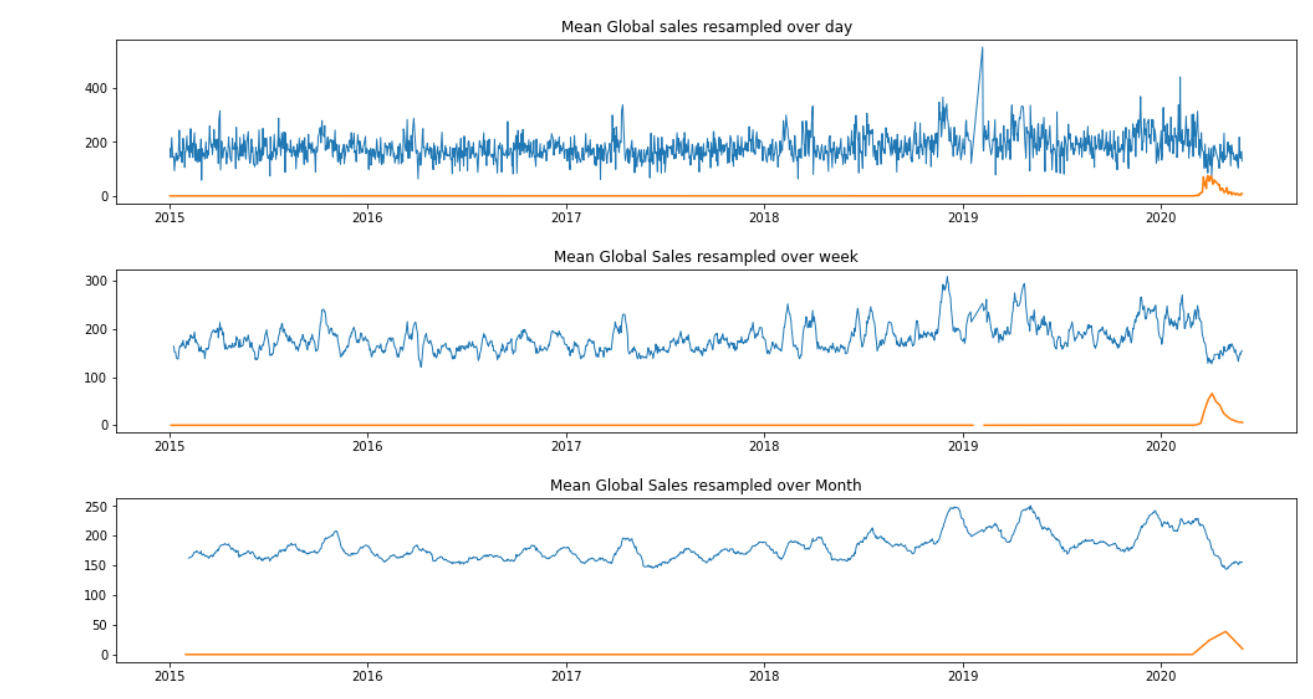 Mean Global sales resampled over day
400
200
0
2015 2016 2017 2018 2019 2020
Mean Global Sales resampled over week
300
200
100
0
2015 2016 2017 2018 2019 2020
Mean Global Sales resampled over Month
250
200
150
100
50
0
2015 2016 2017 2018 2019 2020